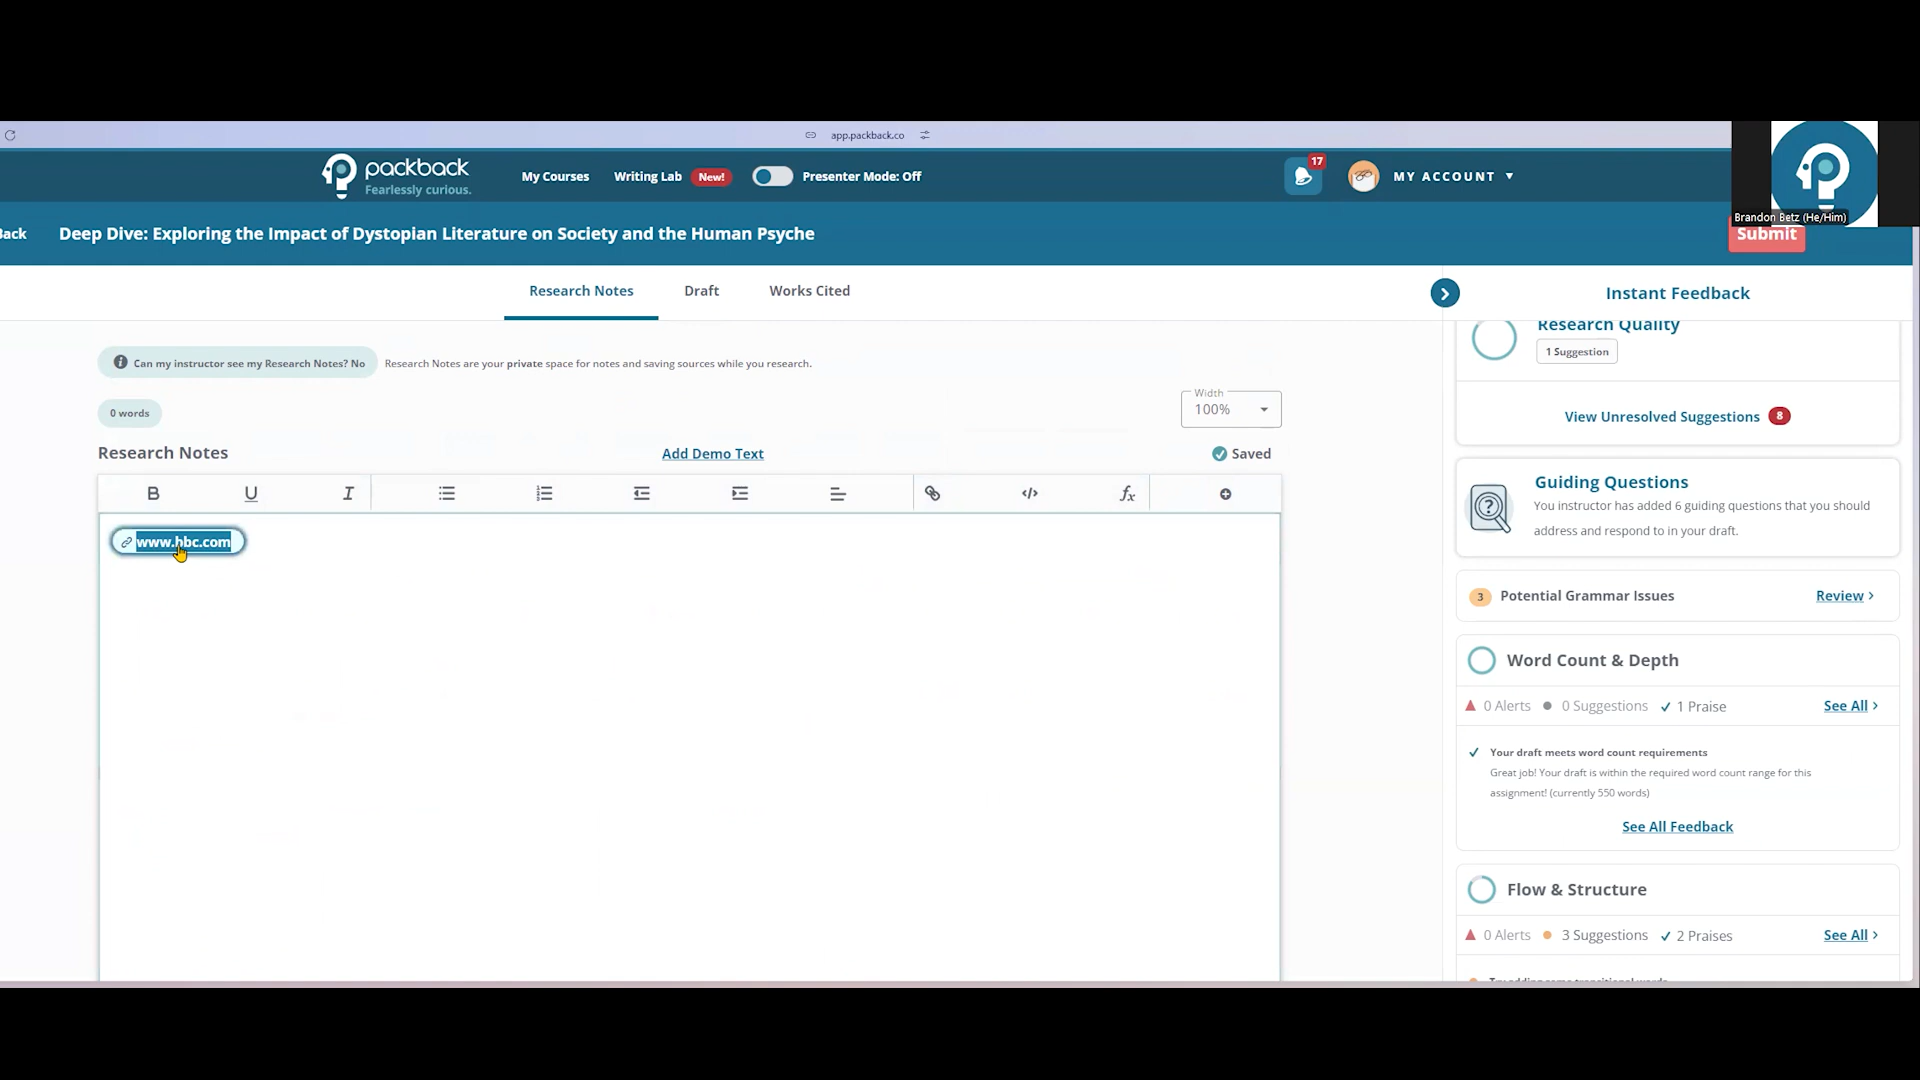 app.packback.co
packback
Fearlessly curious.
My Courses
Writing Lab
New!
Presenter Mode: Off
17
MY ACCOUNT
Brandon Betz (He/Him)
Back
Deep Dive: Exploring the Impact of Dystopian Literature on Society and the Human Psyche
Submit
Research Notes
Draft
Works Cited
Instant Feedback
Can my instructor see my Research Notes? No
Research Notes are your private space for notes and saving sources while you research.
Research Quality
1 Suggestion
0 words
Width
100%
View Unresolved Suggestions
8
Research Notes
Add Demo Text
Saved
B
U
I
</>
fx
www.hbc.com
Guiding Questions
You instructor has added 6 guiding questions that you should
address and respond to in your draft.
3
Potential Grammar Issues
Review
Word Count & Depth
0 Alerts
0 Suggestions
1 Praise
See All
Your draft meets word count requirements
Great job! Your draft is within the required word count range for this
assignment! (currently 550 words)
See All Feedback
Flow & Structure
0 Alerts
3 Suggestions
2 Praises
See All